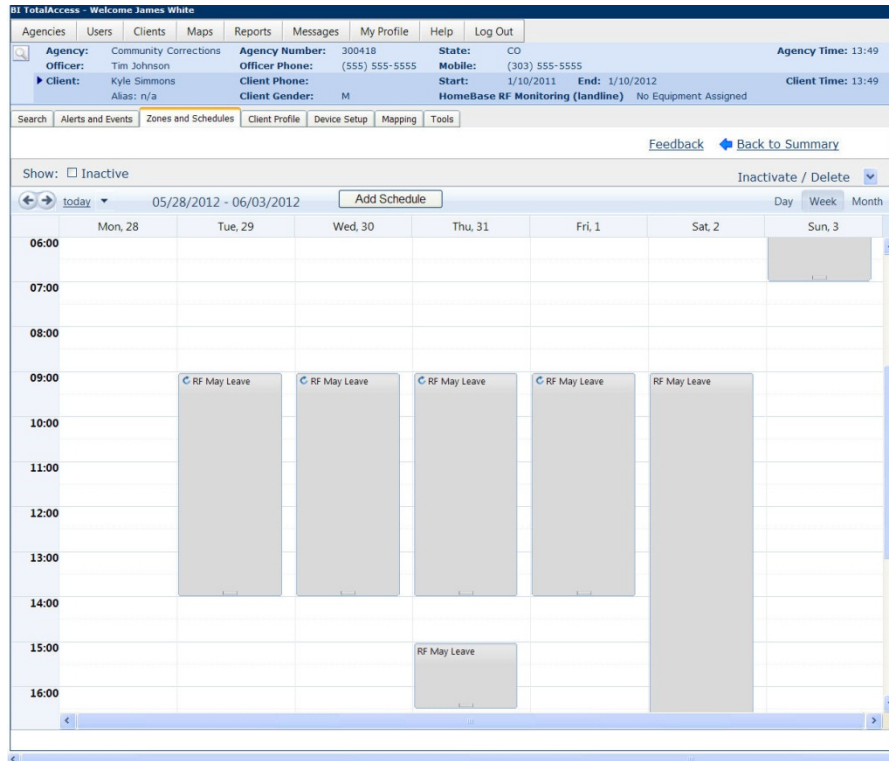 BI TotalAccess - Welcome James White
Agencies Users Clients Maps Reports Messages My Profile Help Log Out
Agency: Community Corrections Agency Number: 300418 State: CO Agency Time: 13:49
Officer: Tim Johnson Officer Phone: (555) 555-5555 Mobile: (303) 555-5555
Client: Kyle Simmons Client Phone: Start: 1/10/2011 End: 1/10/2012 Client Time: 13:49
Alias: n/a Client Gender: M HomeBase RF Monitoring (landline) No Equipment Assigned
Search Alerts and Events Zones and Schedules Client Profile Device Setup Mapping Tools
Feedback Back to Summary
Show: Inactive Inactivate / Delete
today 05/28/2012 - 06/03/2012 Add Schedule Day Week Month
Mon, 28 Tue, 29 Wed, 30 Thu, 31 Fri, 1 Sat, 2 Sun, 3
06:00
07:00
08:00
09:00 RF May Leave RF May Leave RF May Leave RF May Leave RF May Leave
10:00
11:00
12:00
13:00
14:00
15:00 RF May Leave
16:00